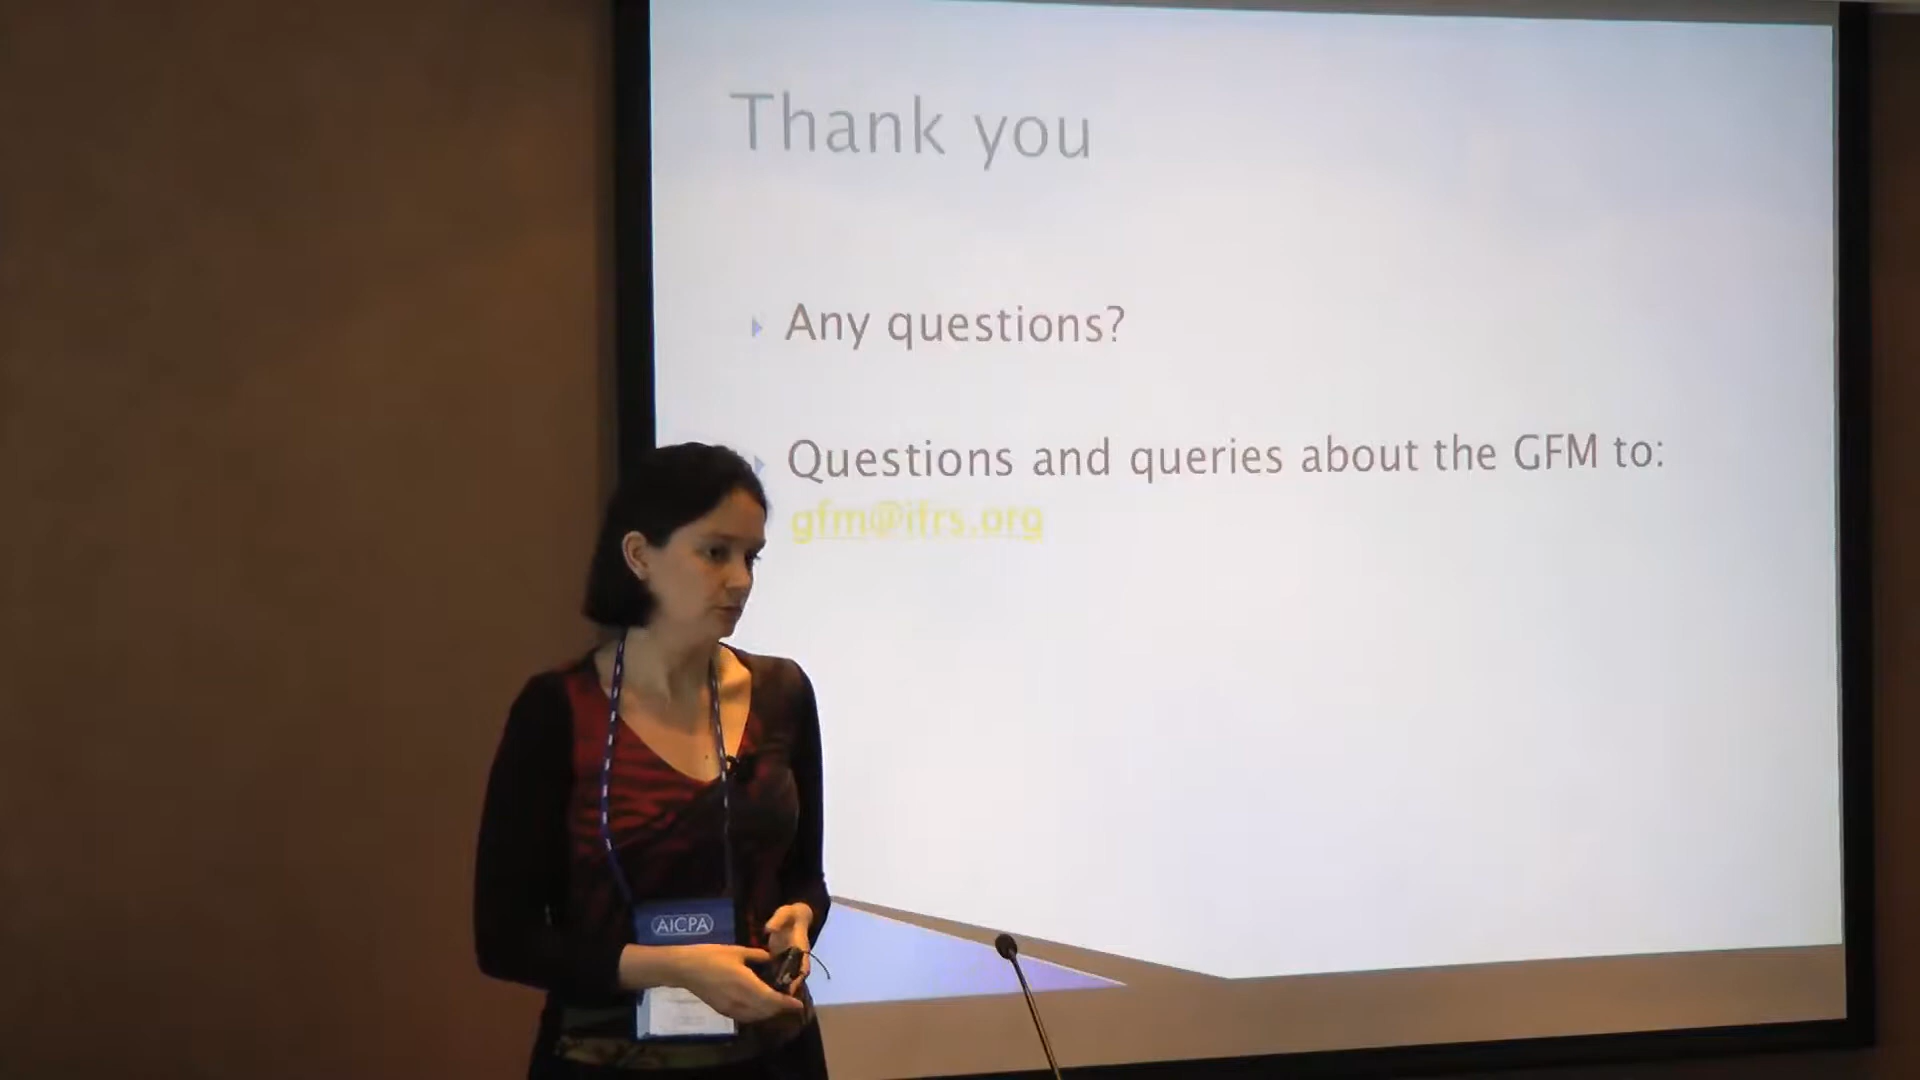 Thank you
Any questions?
Questions and queries about the GFM to:
gfm@ifrs.org
AICPA